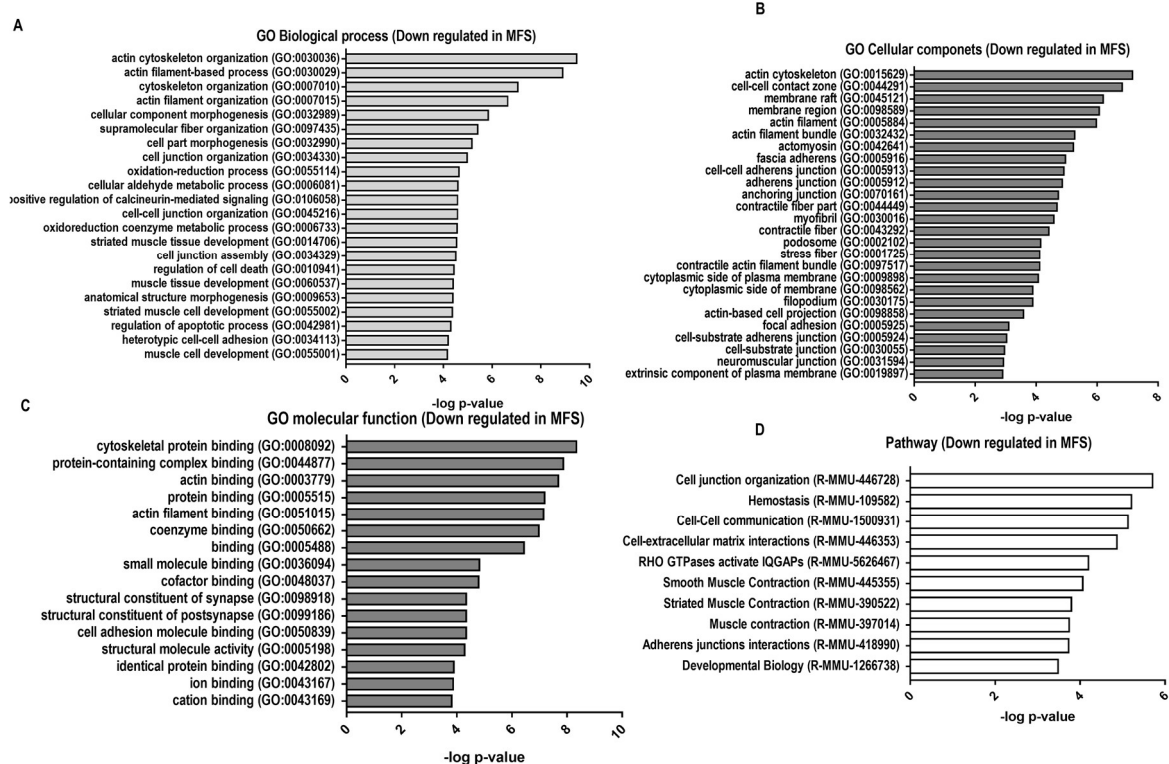 A
GO Biological process (Down regulated in MFS)
actin cytoskeleton organization (GO:0030036)
actin filament-based process (GO:0030029)
cytoskeleton organization (GO:0007010)
actin filament organization (GO:0007015)
cellular component morphogenesis (GO:0032989)
supramolecular fiber organization (GO:0097435)
cell part morphogenesis (GO:0032990)
cell junction organization (GO:0034330)
oxidation-reduction process (GO:0055114)
cellular aldehyde metabolic process (GO:0006081)
positive regulation of calcineurin-mediated signaling (GO:0106058)
cell-cell junction organization (GO:0045216)
oxidoreduction coenzyme metabolic process (GO:0006733)
striated muscle tissue development (GO:0014706)
cell junction assembly (GO:0034329)
regulation of cell death (GO:0010941)
muscle tissue development (GO:0060537)
anatomical structure morphogenesis (GO:0009653)
striated muscle cell development (GO:0055002)
regulation of apoptotic process (GO:0042981)
heterotypic cell-cell adhesion (GO:0034113)
muscle cell development (GO:0055001)
0 2 4 6 8 10
-log p-value
B
GO Cellular componets (Down regulated in MFS)
actin cytoskeleton (GO:0015629)
cell-cell contact zone (GO:0044291)
membrane raft (GO:0045121)
membrane region (GO:0098589)
actin filament (GO:0005884)
actin filament bundle (GO:0032432)
actomyosin (GO:0042641)
fascia adherens (GO:0005916)
cell-cell adherens junction (GO:0005913)
adherens junction (GO:0005912)
anchoring junction (GO:0070161)
contractile fiber part (GO:0044449)
myofibril (GO:0030016)
contractile fiber (GO:0043292)
podosome (GO:0002102)
stress fiber (GO:0001725)
contractile actin filament bundle (GO:0097517)
cytoplasmic side of plasma membrane (GO:0009898)
cytoplasmic side of membrane (GO:0098562)
filopodium (GO:0030175)
actin-based cell projection (GO:0098858)
focal adhesion (GO:0005925)
cell-substrate adherens junction (GO:0005924)
cell-substrate junction (GO:0030055)
neuromuscular junction (GO:0031594)
extrinsic component of plasma membrane (GO:0019897)
0 2 4 6 8
-log p-value
C
GO molecular function (Down regulated in MFS)
cytoskeletal protein binding (GO:0008092)
protein-containing complex binding (GO:0044877)
actin binding (GO:0003779)
protein binding (GO:0005515)
actin filament binding (GO:0051015)
coenzyme binding (GO:0050662)
binding (GO:0005488)
small molecule binding (GO:0036094)
cofactor binding (GO:0048037)
structural constituent of synapse (GO:0098918)
structural constituent of postsynapse (GO:0099186)
cell adhesion molecule binding (GO:0050839)
structural molecule activity (GO:0005198)
identical protein binding (GO:0042802)
ion binding (GO:0043167)
cation binding (GO:0043169)
0 2 4 6 8 10
-log p-value
D
Pathway (Down regulated in MFS)
Cell junction organization (R-MMU-446728)
Hemostasis (R-MMU-109582)
Cell-Cell communication (R-MMU-1500931)
Cell-extracellular matrix interactions (R-MMU-446353)
RHO GTPases activate IQGAPs (R-MMU-5626467)
Smooth Muscle Contraction (R-MMU-445355)
Striated Muscle Contraction (R-MMU-390522)
Muscle contraction (R-MMU-397014)
Adherens junctions interactions (R-MMU-418990)
Developmental Biology (R-MMU-1266738)
0 2 4 6
-log p-value